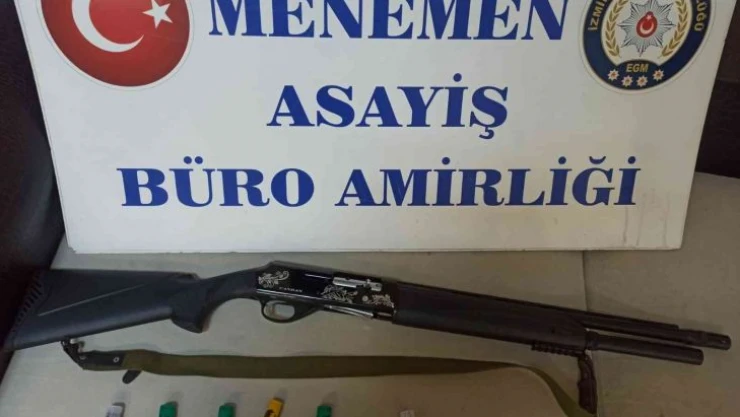 MENEMEN
ASAYİŞ
BÜRO AMİRLİĞİ
EGM